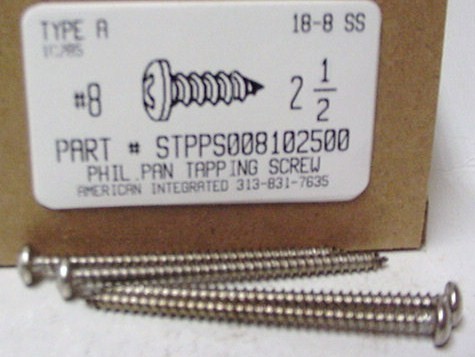 TYPE A 18-8 SS
#8 2 1/2
PART # STPPS008102500
PHIL.PAN TAPPING SCREW
AMERICAN INTEGRATED 313-831-7635